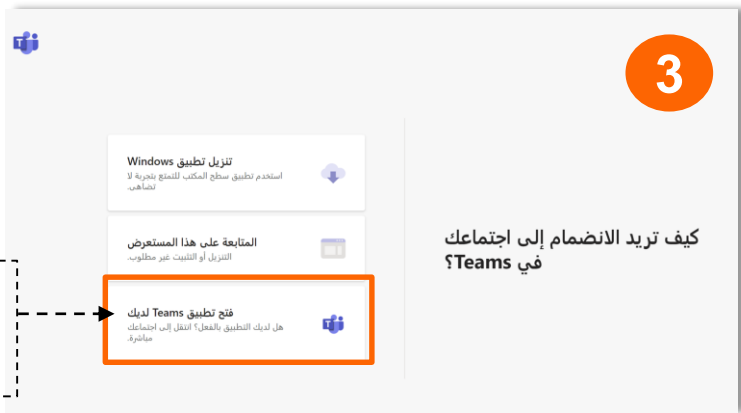 3
كيف تريد الانضمام إلى اجتماعك
في Teams؟
تنزيل تطبيق Windows
استخدم تطبيق سطح المكتب للتمتع بتجربة لا
تضاهى.
المتابعة على هذا المستعرض
التنزيل أو التثبيت غير مطلوب.
فتح تطبيق Teams لديك
هل لديك التطبيق بالفعل؟ انتقل إلى اجتماعك
مباشرة.